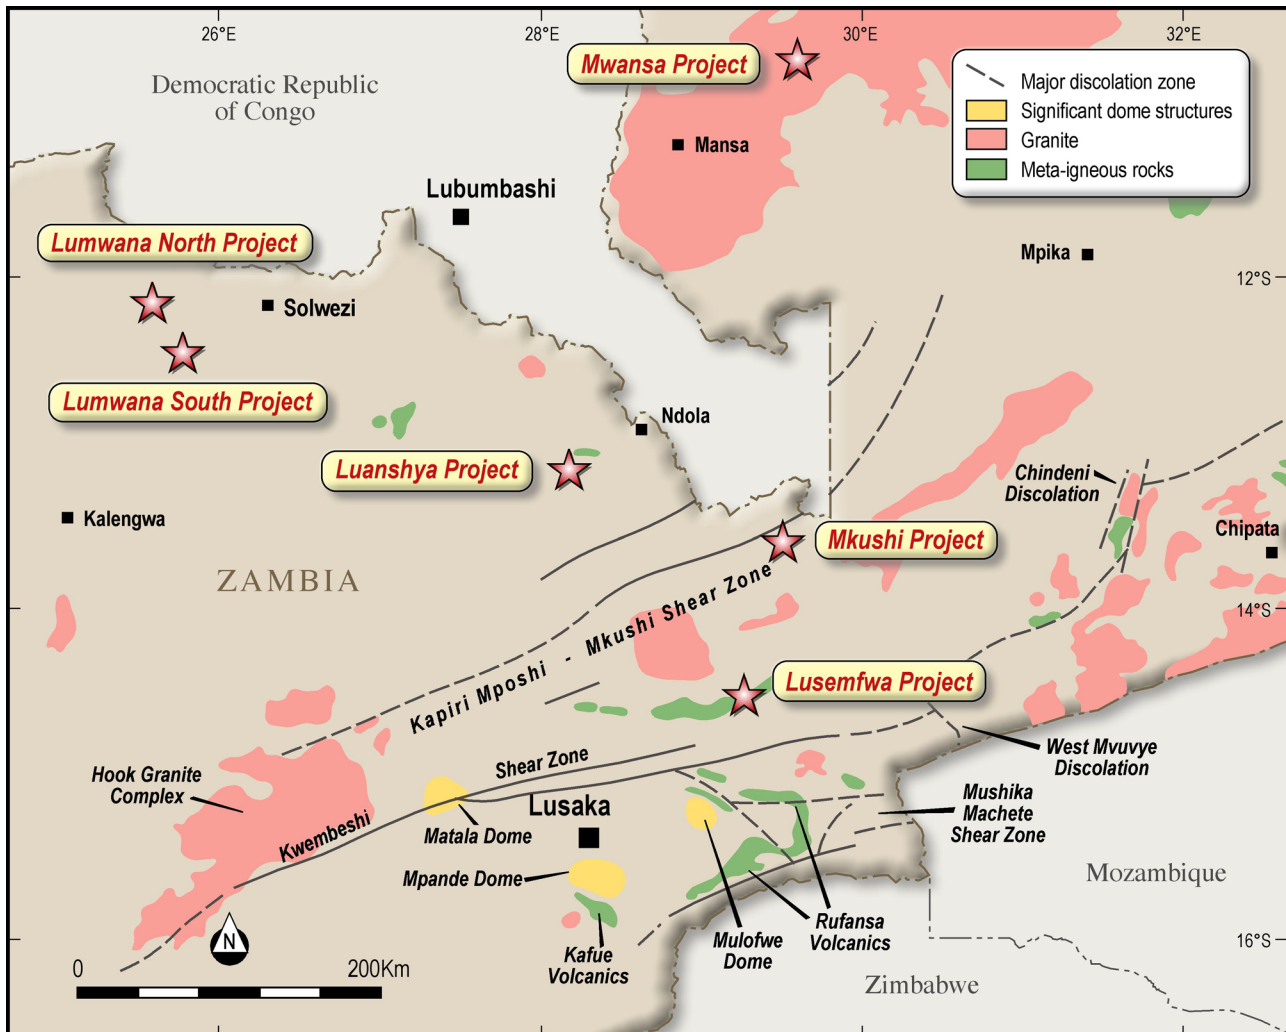 26°E
28°E
30°E
32°E
Democratic Republic
of Congo
Mwansa Project
Major discolation zone
Significant dome structures
Granite
Meta-igneous rocks
Mansa
Lubumbashi
Lumwana North Project
Mpika
12°S
Solwezi
Lumwana South Project
Ndola
Luanshya Project
Chindeni
Discolation
Kalengwa
Chipata
Mkushi Project
ZAMBIA
14°S
Kapiri Mposhi - Mkushi Shear Zone
Lusemfwa Project
West Mvuvye
Discolation
Hook Granite
Complex
Shear Zone
Kwembeshi
Lusaka
Mushika
Machete
Shear Zone
Matala Dome
Mpande Dome
Mozambique
Rufansa
Volcanics
Mulofwe
Dome
Kafue
Volcanics
16°S
N
0
200Km
Zimbabwe